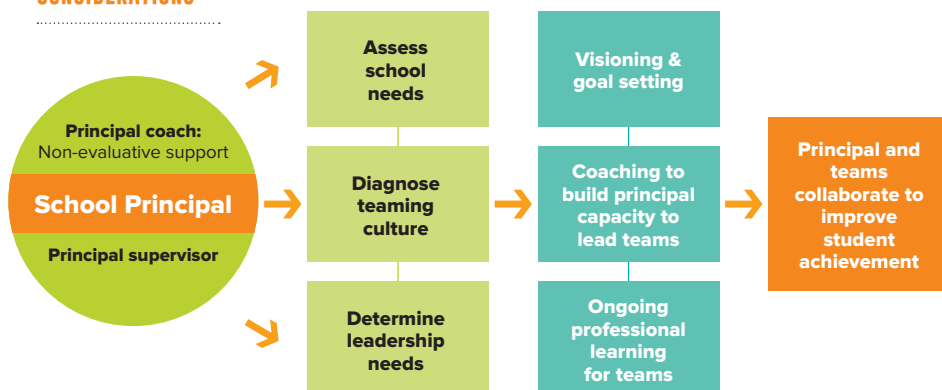 CONSIDERATIONS
Principal coach:
Non-evaluative support
School Principal
Principal supervisor
Assess
school
needs
Diagnose
teaming
culture
Determine
leadership
needs
Visioning &
goal setting
Coaching to
build principal
capacity to
lead teams
Ongoing
professional
learning
for teams
Principal and
teams
collaborate to
improve
student
achievement